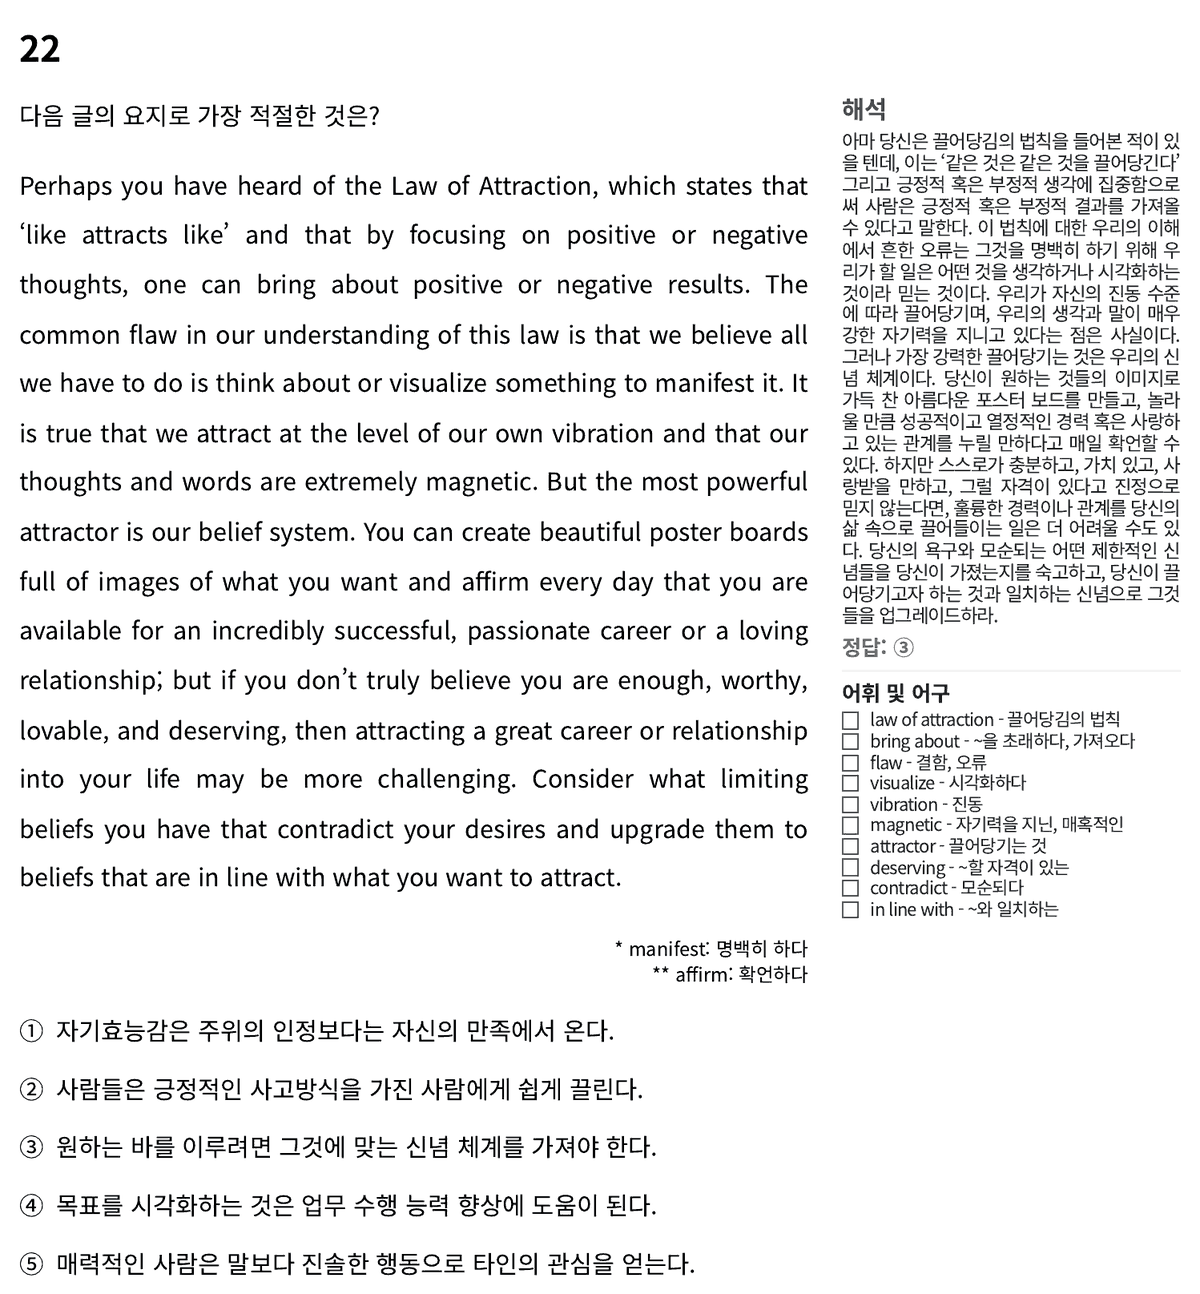 22
다음 글의 요지로 가장 적절한 것은?
Perhaps you have heard of the Law of Attraction, which states that
‘like attracts like’ and that by focusing on positive or negative
thoughts, one can bring about positive or negative results. The
common flaw in our understanding of this law is that we believe all
we have to do is think about or visualize something to manifest it. It
is true that we attract at the level of our own vibration and that our
thoughts and words are extremely magnetic. But the most powerful
attractor is our belief system. You can create beautiful poster boards
full of images of what you want and affirm every day that you are
available for an incredibly successful, passionate career or a loving
relationship; but if you don’t truly believe you are enough, worthy,
lovable, and deserving, then attracting a great career or relationship
into your life may be more challenging. Consider what limiting
beliefs you have that contradict your desires and upgrade them to
beliefs that are in line with what you want to attract.
* manifest: 명백히 하다
** affirm: 확언하다
① 자기효능감은 주위의 인정보다는 자신의 만족에서 온다.
② 사람들은 긍정적인 사고방식을 가진 사람에게 쉽게 끌린다.
③ 원하는 바를 이루려면 그것에 맞는 신념 체계를 가져야 한다.
④ 목표를 시각화하는 것은 업무 수행 능력 향상에 도움이 된다.
⑤ 매력적인 사람은 말보다 진솔한 행동으로 타인의 관심을 얻는다.
해석
아마 당신은 끌어당김의 법칙을 들어본 적이 있
을 텐데, 이는 ‘같은 것은 같은 것을 끌어당긴다’
그리고 긍정적 혹은 부정적 생각에 집중함으로
써 사람은 긍정적 혹은 부정적 결과를 가져올
수 있다고 말한다. 이 법칙에 대한 우리의 이해
에서 흔한 오류는 그것을 명백히 하기 위해 우
리가 할 일은 어떤 것을 생각하거나 시각화하는
것이라 믿는 것이다. 우리가 자신의 진동 수준
에 따라 끌어당기며, 우리의 생각과 말이 매우
강한 자기력을 지니고 있다는 점은 사실이다.
그러나 가장 강력한 끌어당기는 것은 우리의 신
념 체계이다. 당신이 원하는 것들의 이미지로
가득 찬 아름다운 포스터 보드를 만들고, 놀라
울 만큼 성공적이고 열정적인 경력 혹은 사랑하
고 있는 관계를 누릴 만하다고 매일 확언할 수
있다. 하지만 스스로가 충분하고, 가치 있고, 사
랑받을 만하고, 그럴 자격이 있다고 진정으로
믿지 않는다면, 훌륭한 경력이나 관계를 당신의
삶 속으로 끌어들이는 일은 더 어려울 수도 있
다. 당신의 욕구와 모순되는 어떤 제한적인 신
념들을 당신이 가졌는지를 숙고하고, 당신이 끌
어당기고자 하는 것과 일치하는 신념으로 그것
들을 업그레이드하라.
정답: ③
어휘 및 어구
law of attraction - 끌어당김의 법칙
bring about - ~을 초래하다, 가져오다
flaw - 결함, 오류
visualize - 시각화하다
vibration - 진동
magnetic - 자기력을 지닌, 매혹적인
attractor - 끌어당기는 것
deserving - ~할 자격이 있는
contradict - 모순되다
in line with - ~와 일치하는